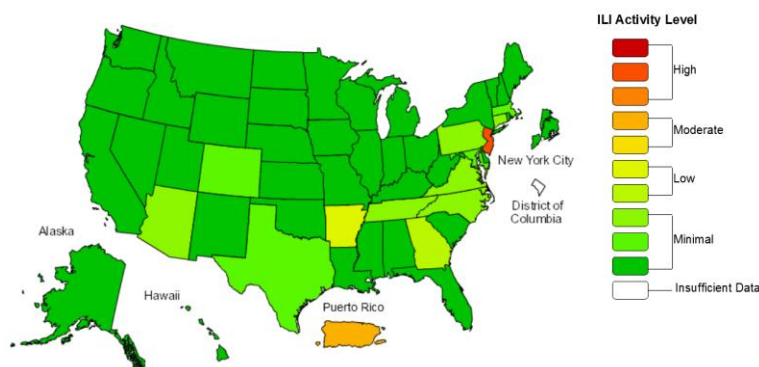 ILI Activity Level
High
Moderate
Low
Minimal
Insufficient Data
New York City
District of
Columbia
Alaska
Hawaii
Puerto Rico